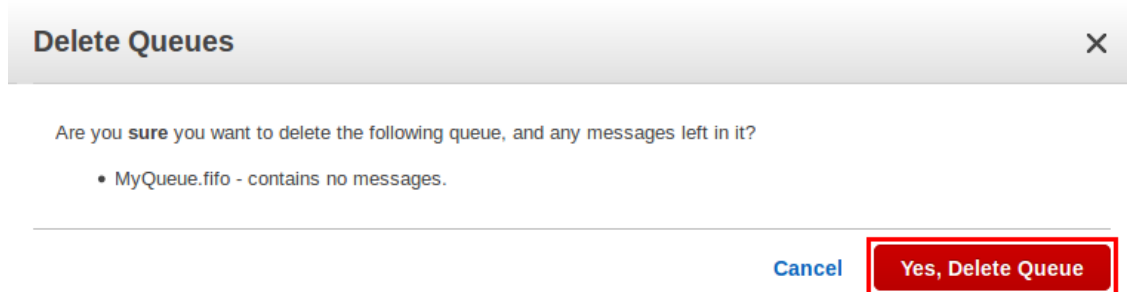 Delete Queues
Are you sure you want to delete the following queue, and any messages left in it?
• MyQueue.fifo - contains no messages.
Cancel Yes, Delete Queue